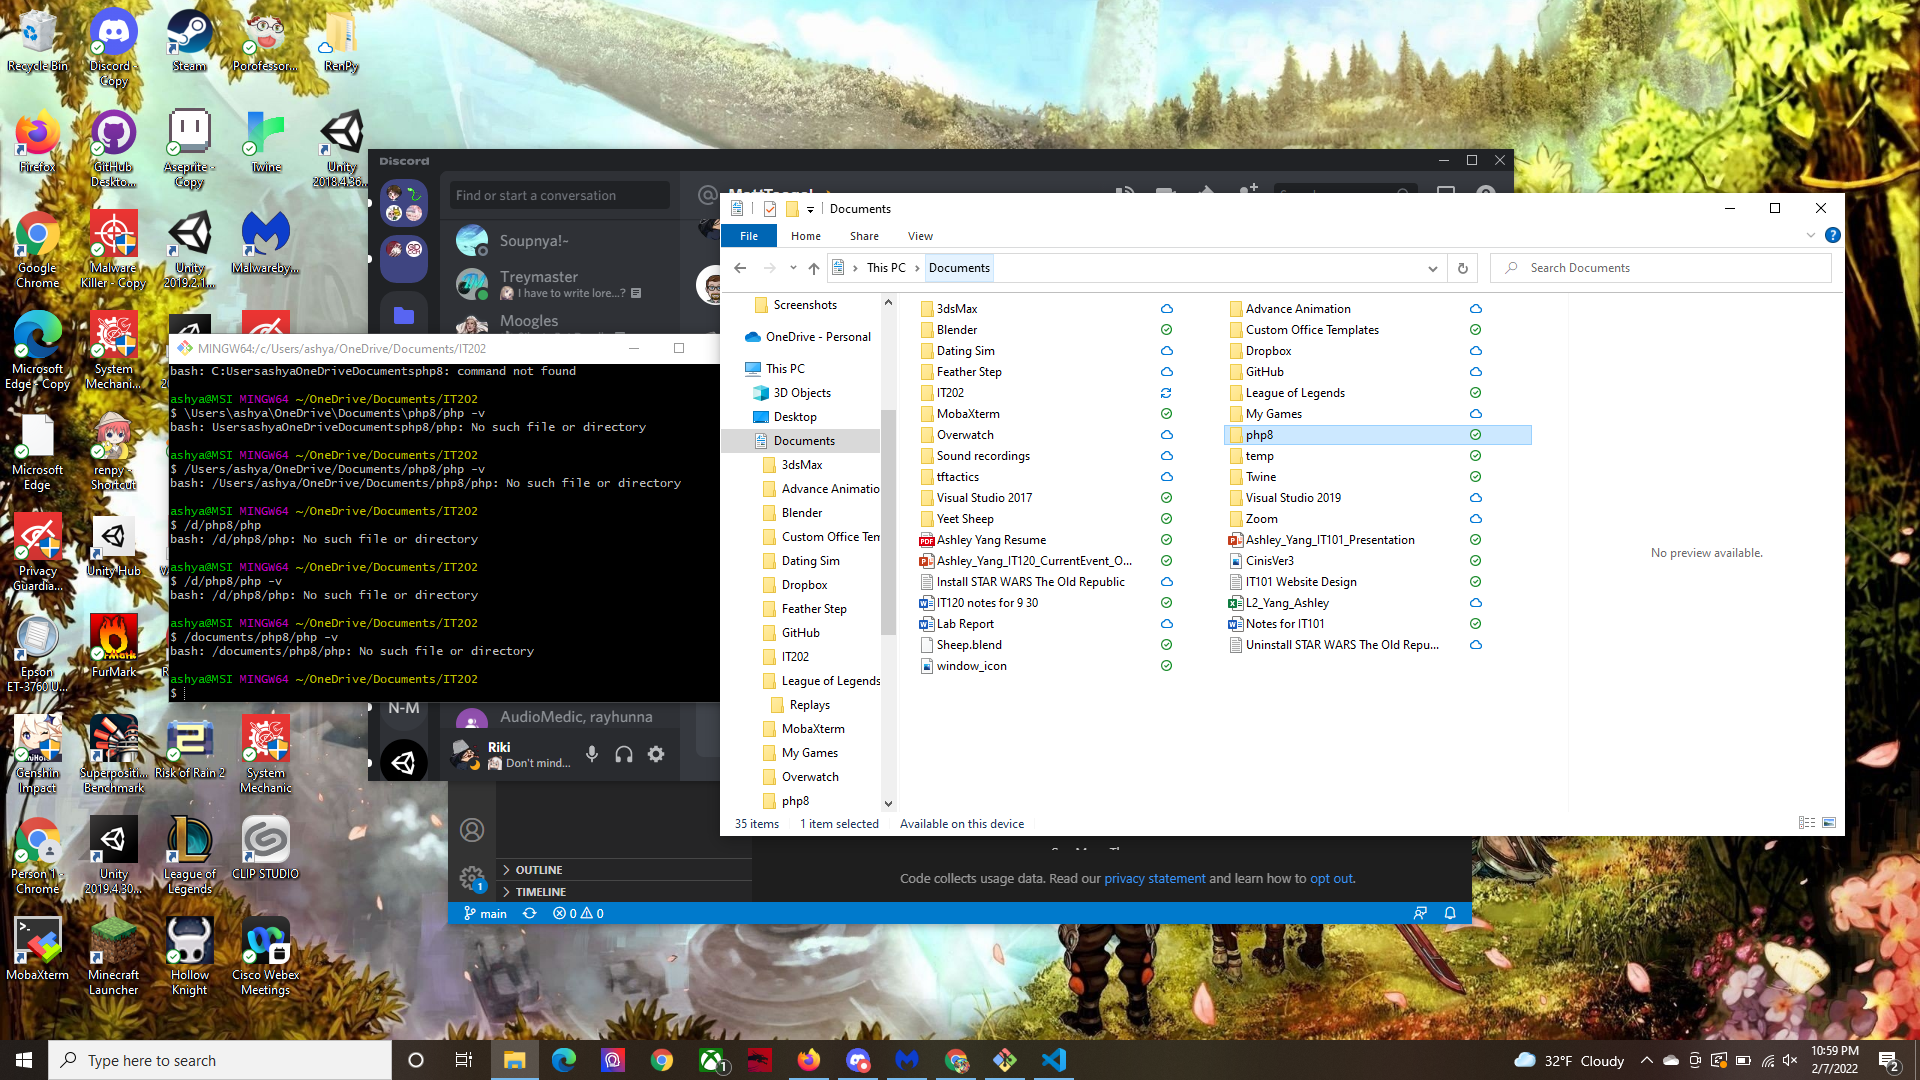 Recycle Bin
Discord - Copy
Steam
Porofessor...
RenPy
Firefox
GitHub Deskto...
Aseprite - Copy
Twine
Unity 2018.4.36...
Google Chrome
Malware Killer - Copy
Unity 2019.2.1...
Malwareby...
Microsoft Edge - Copy
System Mechani...
Microsoft Edge
renpy - Shortcut
Privacy Guardia...
Unity Hub
Epson ET-3760 U...
FurMark
Genshin Impact
Superpositi... Benchmark
Risk of Rain 2
System Mechanic
Person 1 - Chrome
Unity 2019.4.30...
League of Legends
CLIP STUDIO
MobaXterm
Minecraft Launcher
Hollow Knight
Cisco Webex Meetings
Discord
Find or start a conversation
Soupnya!~
Treymaster
I have to write lore...?
Moogles
N-M
AudioMedic, rayhunna
Riki
Don't mind...
MINGW64:/c/Users/ashya/OneDrive/Documents/IT202
bash: C:UsersashyaOneDriveDocumentsphp8: command not found
ashya@MSI MINGW64 ~/OneDrive/Documents/IT202
$ \Users\ashya\OneDrive\Documents\php8/php -v
bash: UsersashyaOneDriveDocumentsphp8/php: No such file or directory
ashya@MSI MINGW64 ~/OneDrive/Documents/IT202
$ /Users/ashya/OneDrive/Documents/php8/php -v
bash: /Users/ashya/OneDrive/Documents/php8/php: No such file or directory
ashya@MSI MINGW64 ~/OneDrive/Documents/IT202
$ /d/php8/php
bash: /d/php8/php: No such file or directory
ashya@MSI MINGW64 ~/OneDrive/Documents/IT202
$ /d/php8/php -v
bash: /d/php8/php: No such file or directory
ashya@MSI MINGW64 ~/OneDrive/Documents/IT202
$ /documents/php8/php -v
bash: /documents/php8/php: No such file or directory
ashya@MSI MINGW64 ~/OneDrive/Documents/IT202
$
Documents
File Home Share View
This PC > Documents
Search Documents
Screenshots
OneDrive - Personal
This PC
3D Objects
Desktop
Documents
3dsMax
Advance Animatio
Blender
Custom Office Tem
Dating Sim
Dropbox
Feather Step
GitHub
IT202
League of Legends
Replays
MobaXterm
My Games
Overwatch
php8
3dsMax
Advance Animation
Blender
Custom Office Templates
Dating Sim
Dropbox
Feather Step
GitHub
IT202
League of Legends
MobaXterm
My Games
Overwatch
php8
Sound recordings
temp
tftactics
Twine
Visual Studio 2017
Visual Studio 2019
Yeet Sheep
Zoom
Ashley Yang Resume
Ashley_Yang_IT101_Presentation
Ashley_Yang_IT120_CurrentEvent_O...
CinisVer3
Install STAR WARS The Old Republic
IT101 Website Design
IT120 notes for 9 30
L2_Yang_Ashley
Lab Report
Notes for IT101
Sheep.blend
Uninstall STAR WARS The Old Repu...
window_icon
No preview available.
35 items 1 item selected Available on this device
OUTLINE
TIMELINE
Code collects usage data. Read our privacy statement and learn how to opt out.
1
main 0 0
Type here to search
1
32°F Cloudy
10:59 PM
2/7/2022
2